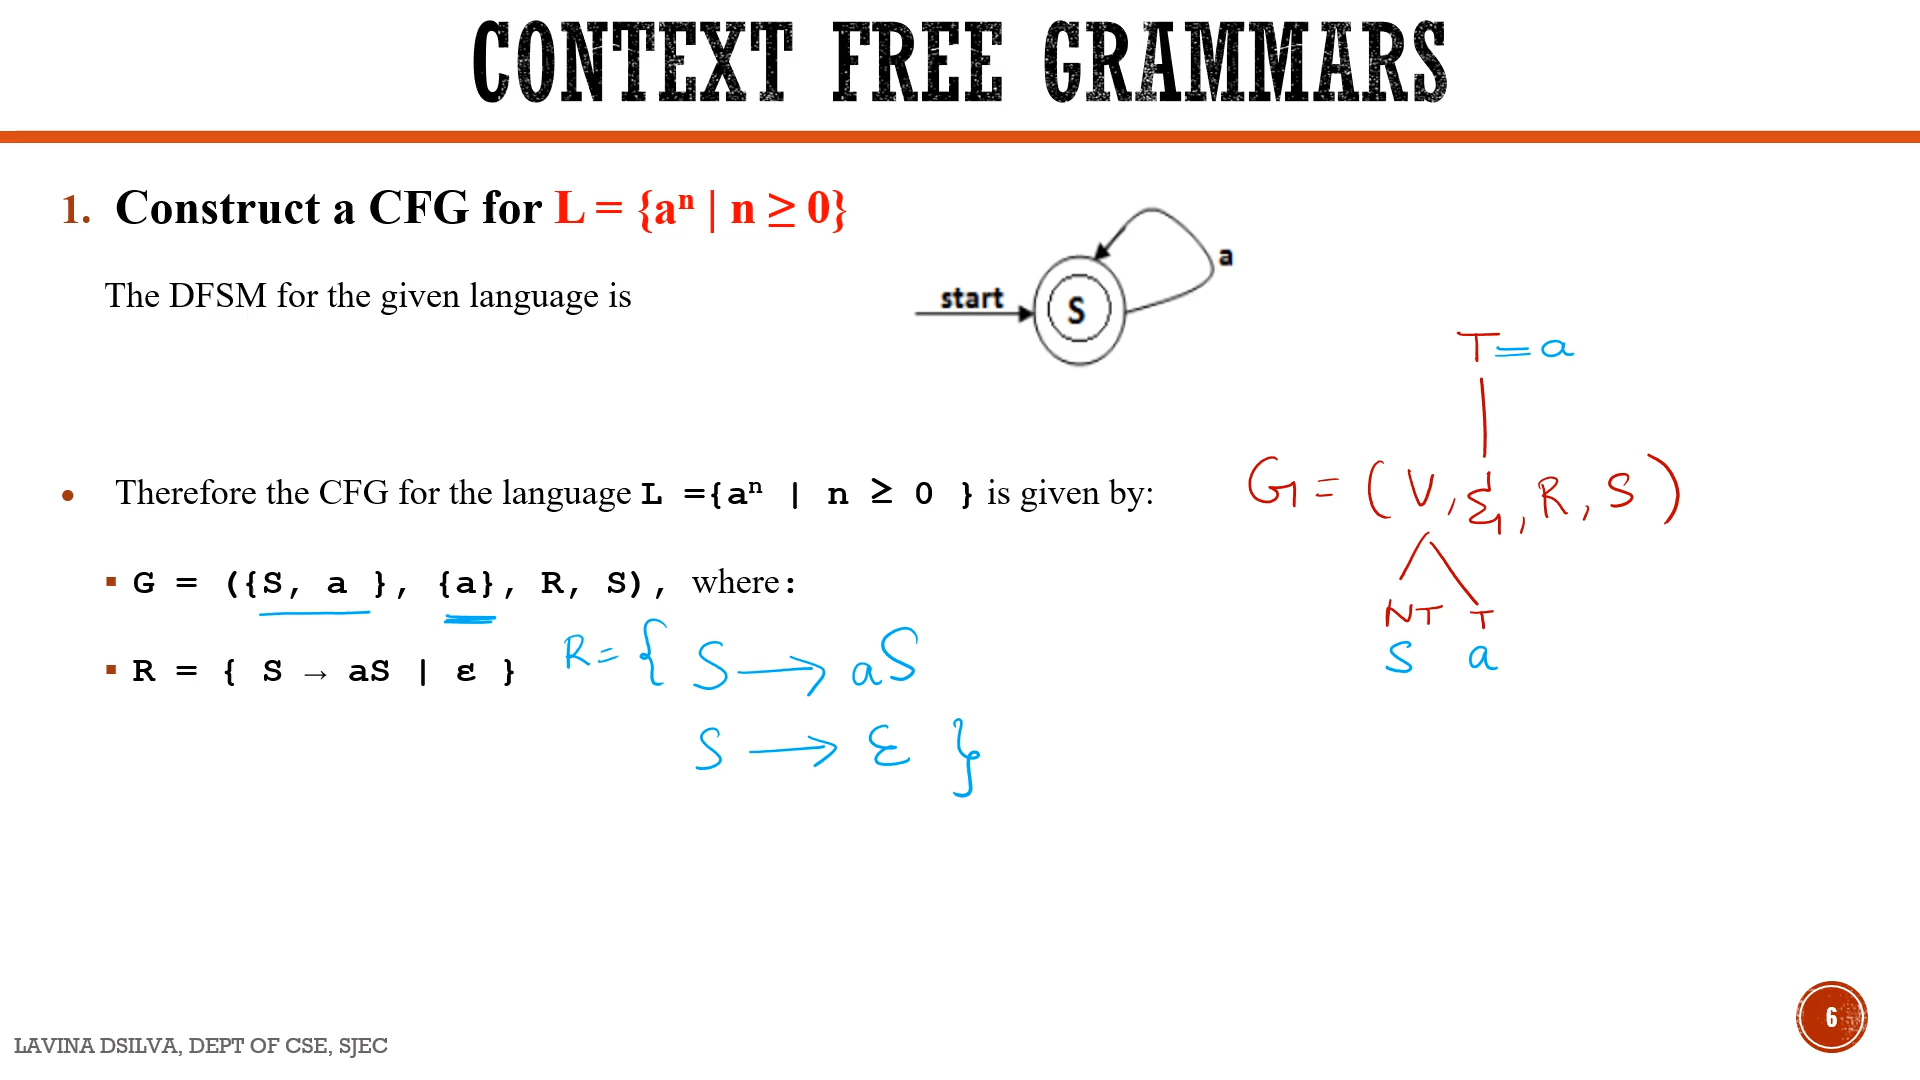 CONTEXT FREE GRAMMARS
1. Construct a CFG for L = {aⁿ | n ≥ 0}
The DFSM for the given language is
start
S
a
T = a
• Therefore the CFG for the language L ={aⁿ | n ≥ 0 } is given by:
G = (V, Σ, R, S)
▪ G = ({S, a }, {a}, R, S), where:
NT T
S a
▪ R = { S → aS | ε }
R = { S → aS
S → ε }
6
LAVINA DSILVA, DEPT OF CSE, SJEC